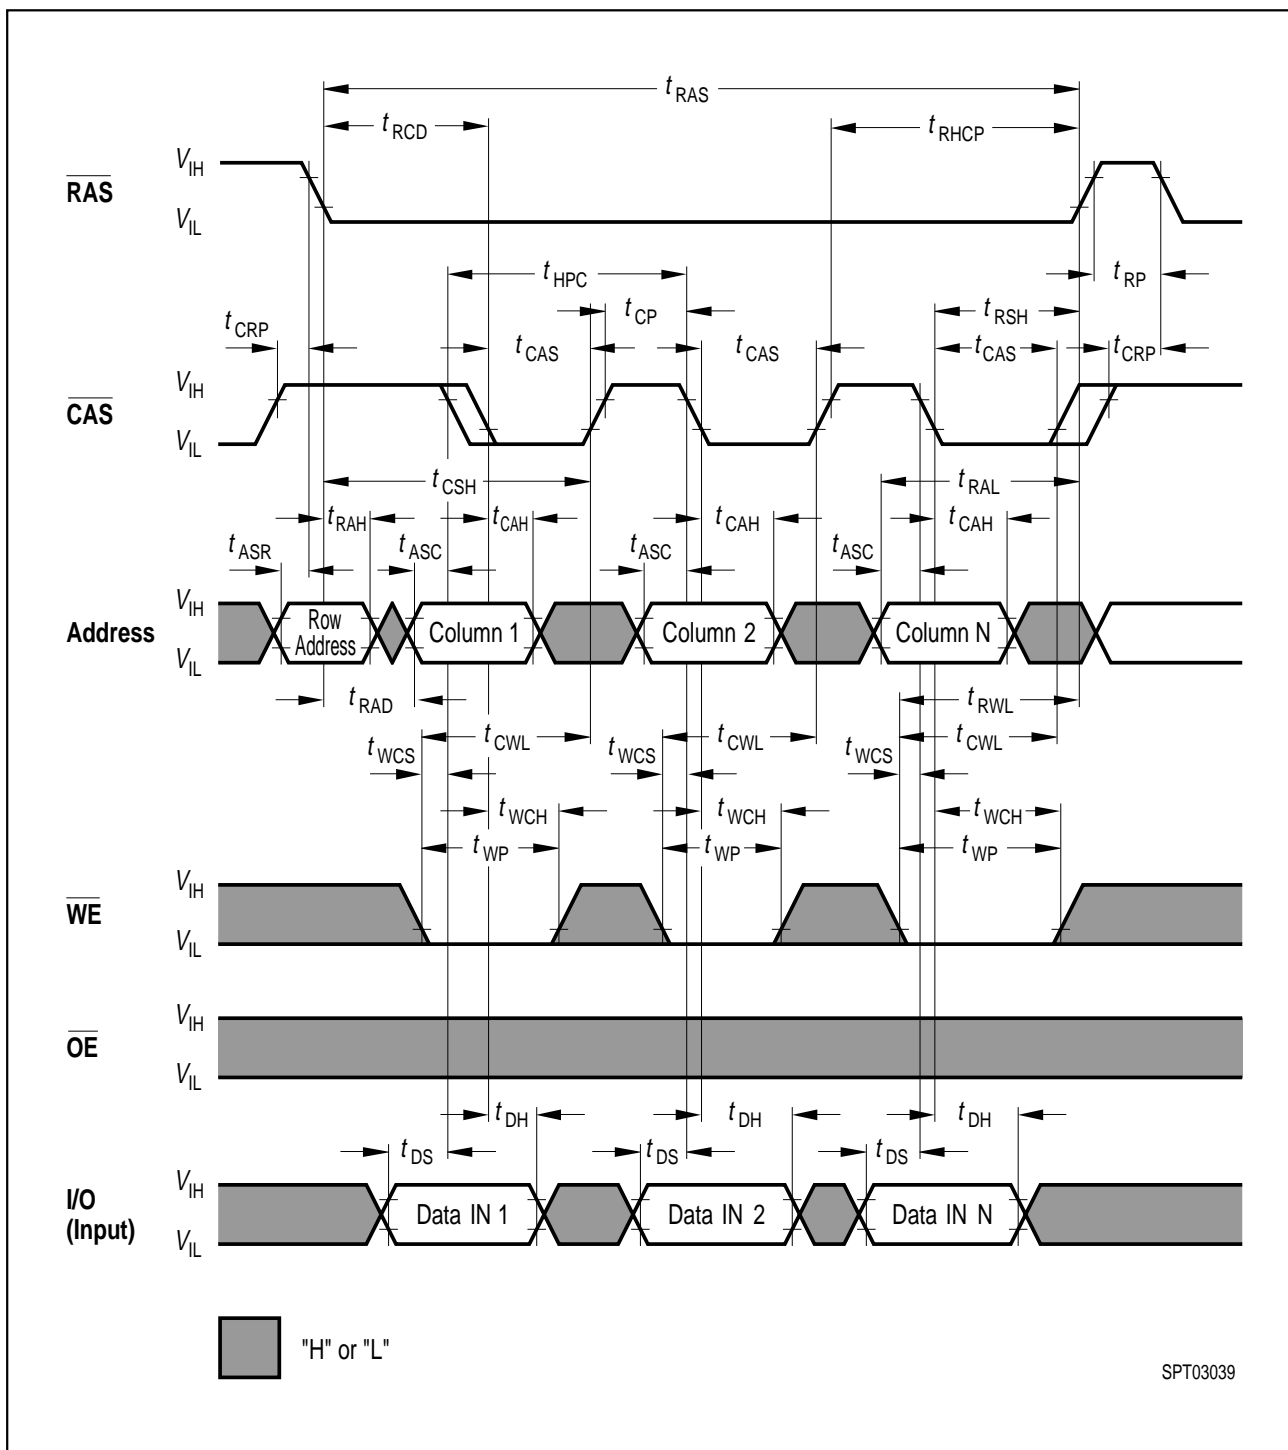 tRAS
tRCD
tRHCP
RAS
VIH
VIL
tHPC
tRP
tCP
tRSH
tCRP
tCAS
tCAS
tCAS
tCRP
CAS
VIH
VIL
tCSH
tRAL
tRAH
tCAH
tCAH
tCAH
tASR
tASC
tASC
tASC
Address
VIH
VIL
Row
Address
Column 1
Column 2
Column N
tRAD
tRWL
tCWL
tCWL
tCWL
tWCS
tWCS
tWCS
tWCH
tWCH
tWCH
tWP
tWP
tWP
WE
VIH
VIL
OE
VIH
VIL
tDH
tDH
tDH
tDS
tDS
tDS
I/O
(Input)
VIH
VIL
Data IN 1
Data IN 2
Data IN N
"H" or "L"
SPT03039